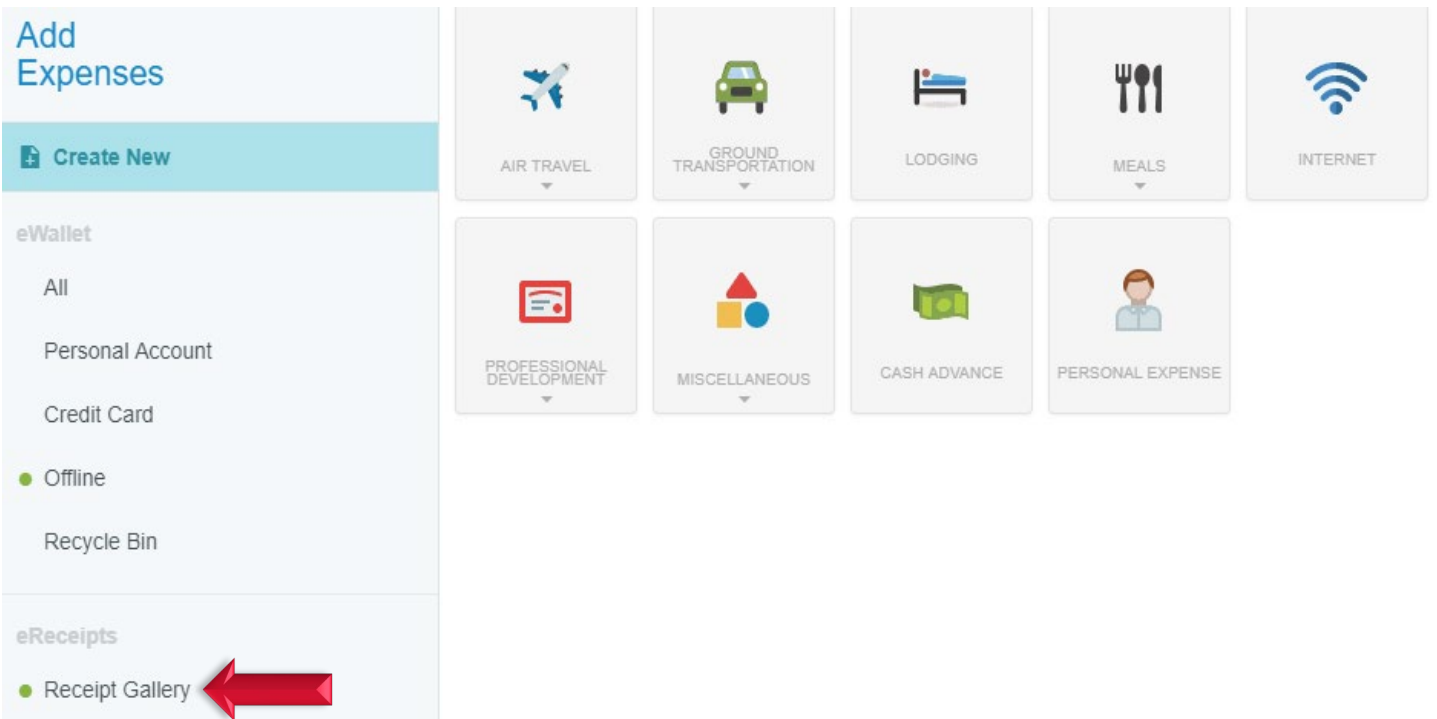 Add
Expenses
Create New
eWallet
All
Personal Account
Credit Card
Offline
Recycle Bin
eReceipts
Receipt Gallery
AIR TRAVEL
GROUND
TRANSPORTATION
LODGING
MEALS
INTERNET
PROFESSIONAL
DEVELOPMENT
MISCELLANEOUS
CASH ADVANCE
PERSONAL EXPENSE